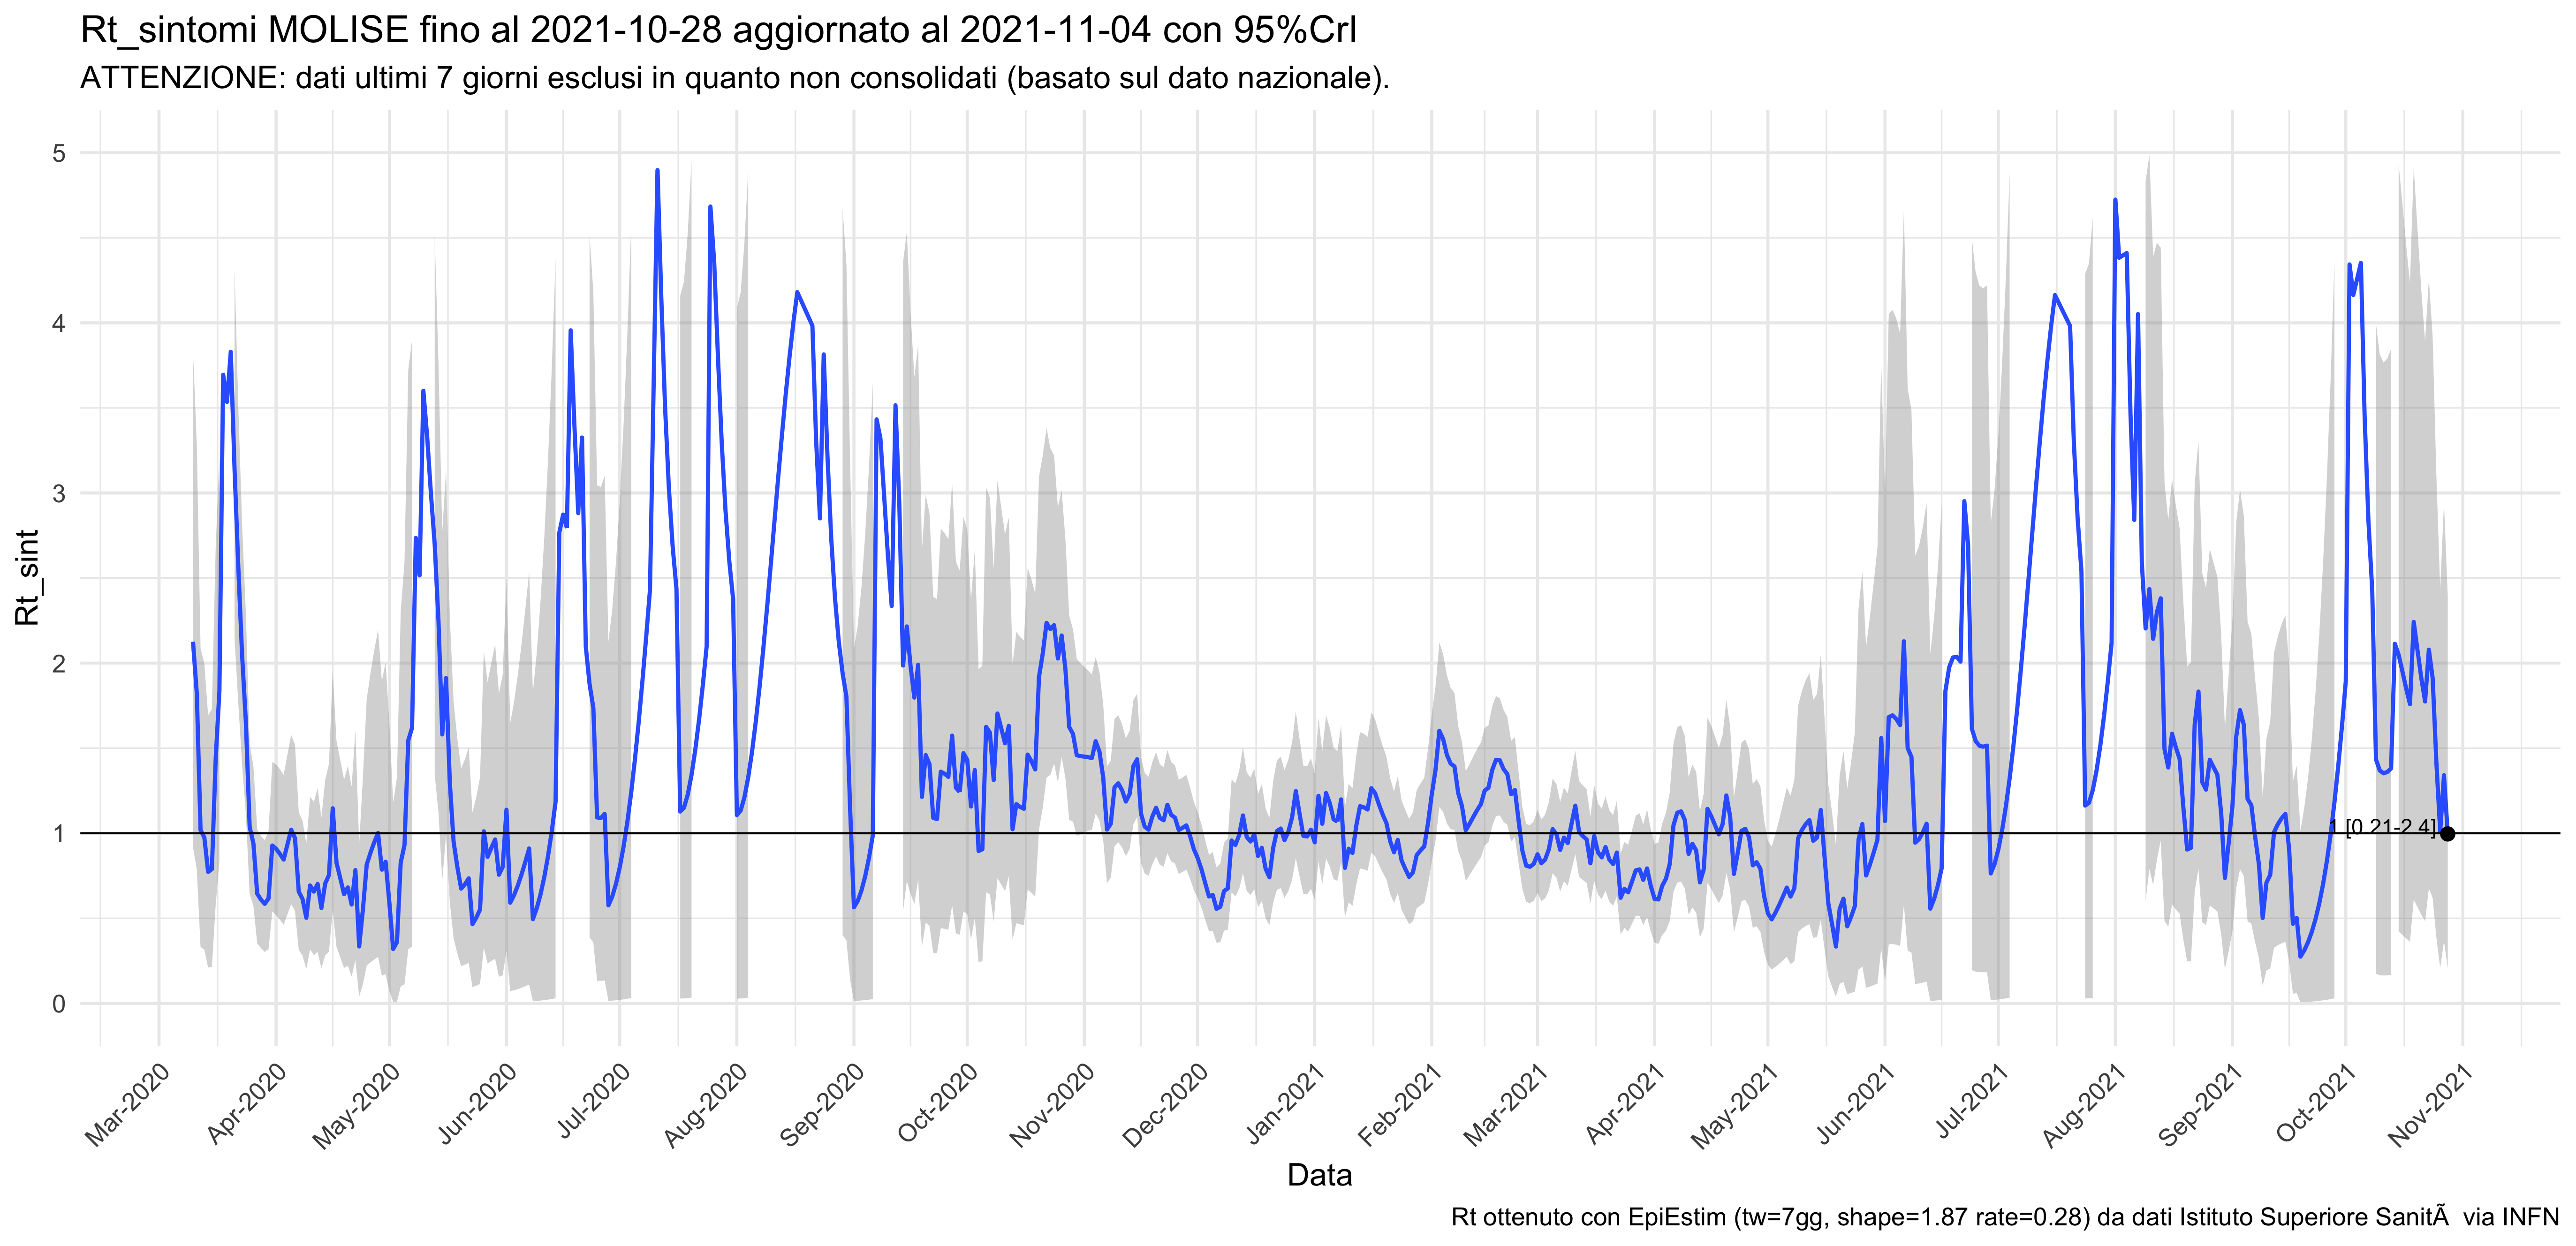 Rt_sintomi MOLISE fino al 2021-10-28 aggiornato al 2021-11-04 con 95%CrI
ATTENZIONE: dati ultimi 7 giorni esclusi in quanto non consolidati (basato sul dato nazionale).
5
4
3
2
1
0
Rt_sint
1 [0.21-2.4]
Mar-2020
Apr-2020
May-2020
Jun-2020
Jul-2020
Aug-2020
Sep-2020
Oct-2020
Nov-2020
Dec-2020
Jan-2021
Feb-2021
Mar-2021
Apr-2021
May-2021
Jun-2021
Jul-2021
Aug-2021
Sep-2021
Oct-2021
Nov-2021
Data
Rt ottenuto con EpiEstim (tw=7gg, shape=1.87 rate=0.28) da dati Istituto Superiore SanitÃ  via INFN